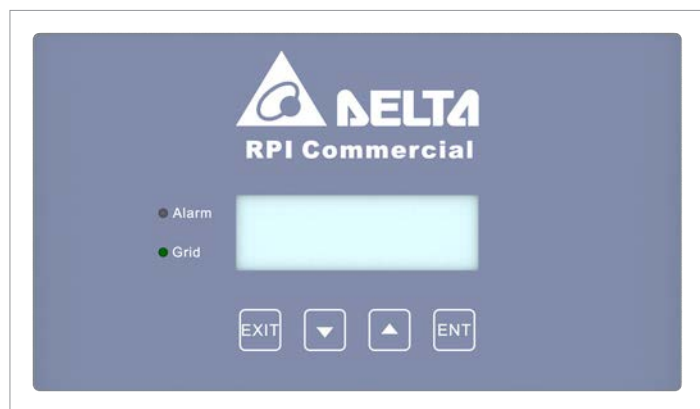 DELTA
RPI Commercial
Alarm
Grid
EXIT
ENT